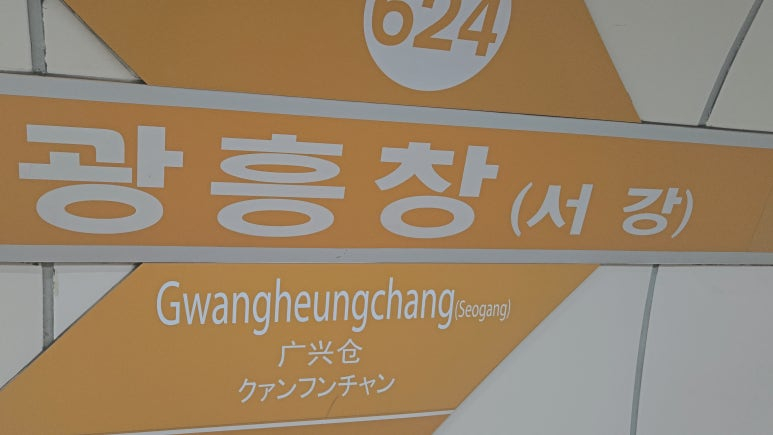 624
광흥창(서강)
Gwangheungchang(Seogang)
广兴仓
クァンフンチャン